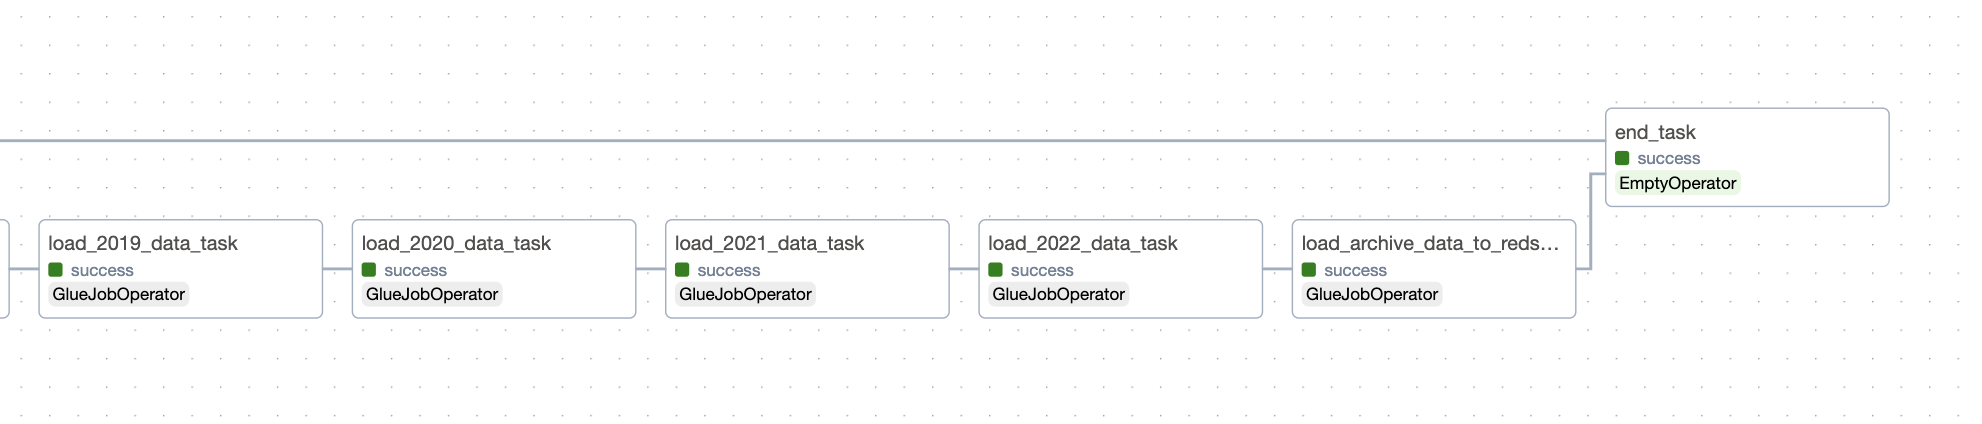 end_task
success
EmptyOperator
load_2019_data_task
success
GlueJobOperator
load_2020_data_task
success
GlueJobOperator
load_2021_data_task
success
GlueJobOperator
load_2022_data_task
success
GlueJobOperator
load_archive_data_to_reds...
success
GlueJobOperator